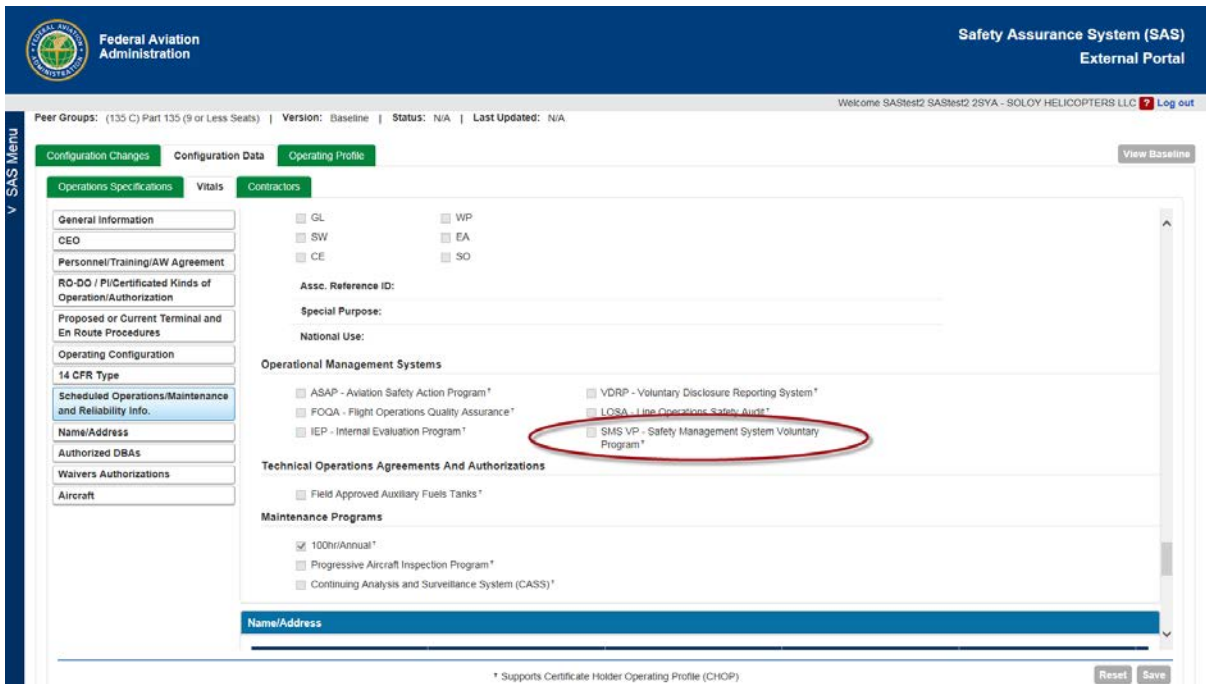 Federal Aviation
Administration
Safety Assurance System (SAS)
External Portal
Welcome SAStest2 SAStest2 2SYA - SOLOY HELICOPTERS LLC ? Log out
Peer Groups: (135 C) Part 135 (9 or Less Seats) | Version: Baseline | Status: N/A | Last Updated: N/A
> SAS Menu
Configuration Changes Configuration Data Operating Profile View Baseline
Operations Specifications Vitals Contractors
General Information
CEO
Personnel/Training/AW Agreement
RO-DO / PI/Certificated Kinds of
Operation/Authorization
Proposed or Current Terminal and
En Route Procedures
Operating Configuration
14 CFR Type
Scheduled Operations/Maintenance
and Reliability Info.
Name/Address
Authorized DBAs
Waivers Authorizations
Aircraft
GL WP
SW EA
CE SO
Assc. Reference ID:
Special Purpose:
National Use:
Operational Management Systems
ASAP - Aviation Safety Action Program† VDRP - Voluntary Disclosure Reporting System†
FOQA - Flight Operations Quality Assurance† LOSA - Line Operations Safety Audit†
IEP - Internal Evaluation Program† SMS VP - Safety Management System Voluntary
Program†
Technical Operations Agreements And Authorizations
Field Approved Auxiliary Fuels Tanks†
Maintenance Programs
100hr/Annual†
Progressive Aircraft Inspection Program†
Continuing Analysis and Surveillance System (CASS)†
Name/Address
† Supports Certificate Holder Operating Profile (CHOP)
Reset Save